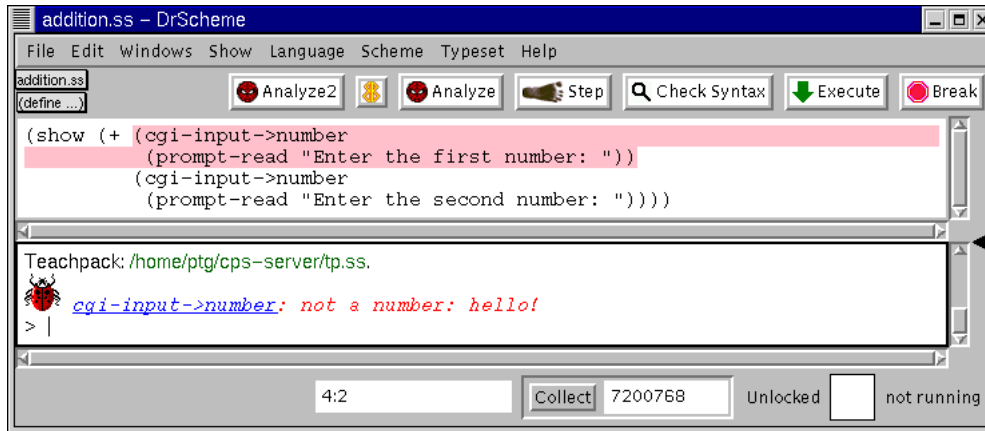 addition.ss – DrScheme
File Edit Windows Show Language Scheme Typeset Help
addition.ss
(define ...)
Analyze2 Analyze Step Check Syntax Execute Break
(show (+ (cgi-input->number
(prompt-read "Enter the first number: "))
(cgi-input->number
(prompt-read "Enter the second number: "))))
Teachpack: /home/ptg/cps–server/tp.ss.
cgi-input->number: not a number: hello!
> |
4:2 Collect 7200768 Unlocked not running